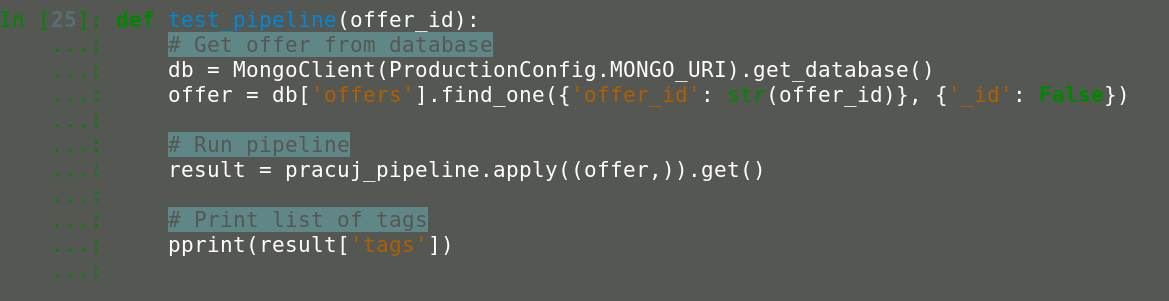 In [25]: def test_pipeline(offer_id):
    ...:     # Get offer from database
    ...:     db = MongoClient(ProductionConfig.MONGO_URI).get_database()
    ...:     offer = db['offers'].find_one({'offer_id': str(offer_id)}, {'_id': False})
    ...:
    ...:     # Run pipeline
    ...:     result = pracuj_pipeline.apply((offer,)).get()
    ...:
    ...:     # Print list of tags
    ...:     pprint(result['tags'])
    ...: